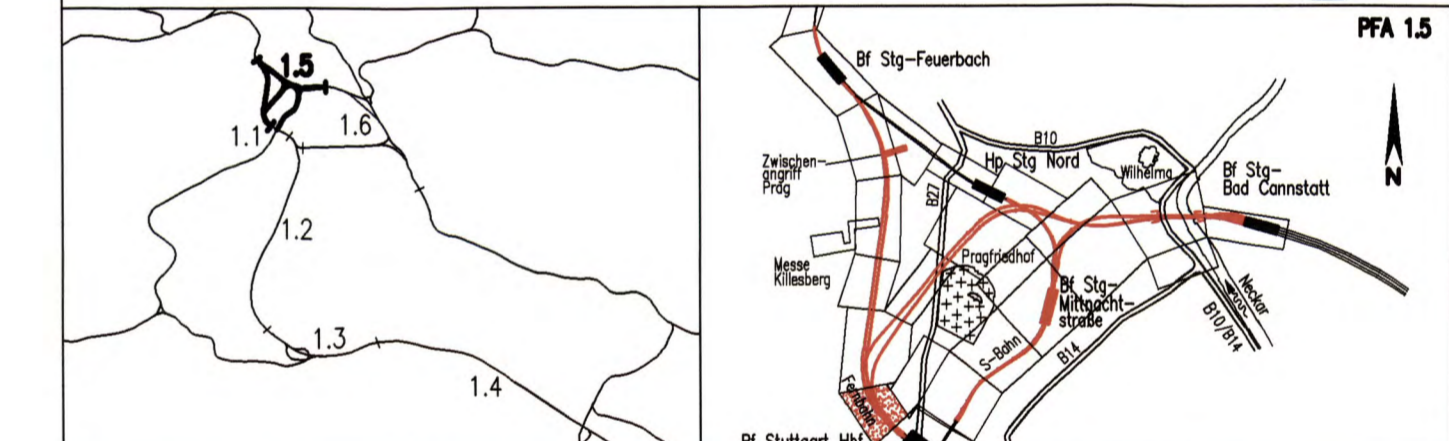 1.5
1.1
1.6
1.2
1.3
1.4
PFA 1.5
Bf Stg-Feuerbach
B10
Zwischen-
angriff
Prag
Hp Stg Nord
Wilhelma
Bf Stg-
Bad Cannstatt
N
B27
Messe
Killesberg
Pragfriedhof
Bf Stg-
Mittnacht-
straße
Neckar
B10/B14
S-Bahn
B14
Fernbahn
Bf Stuttgart Hbf